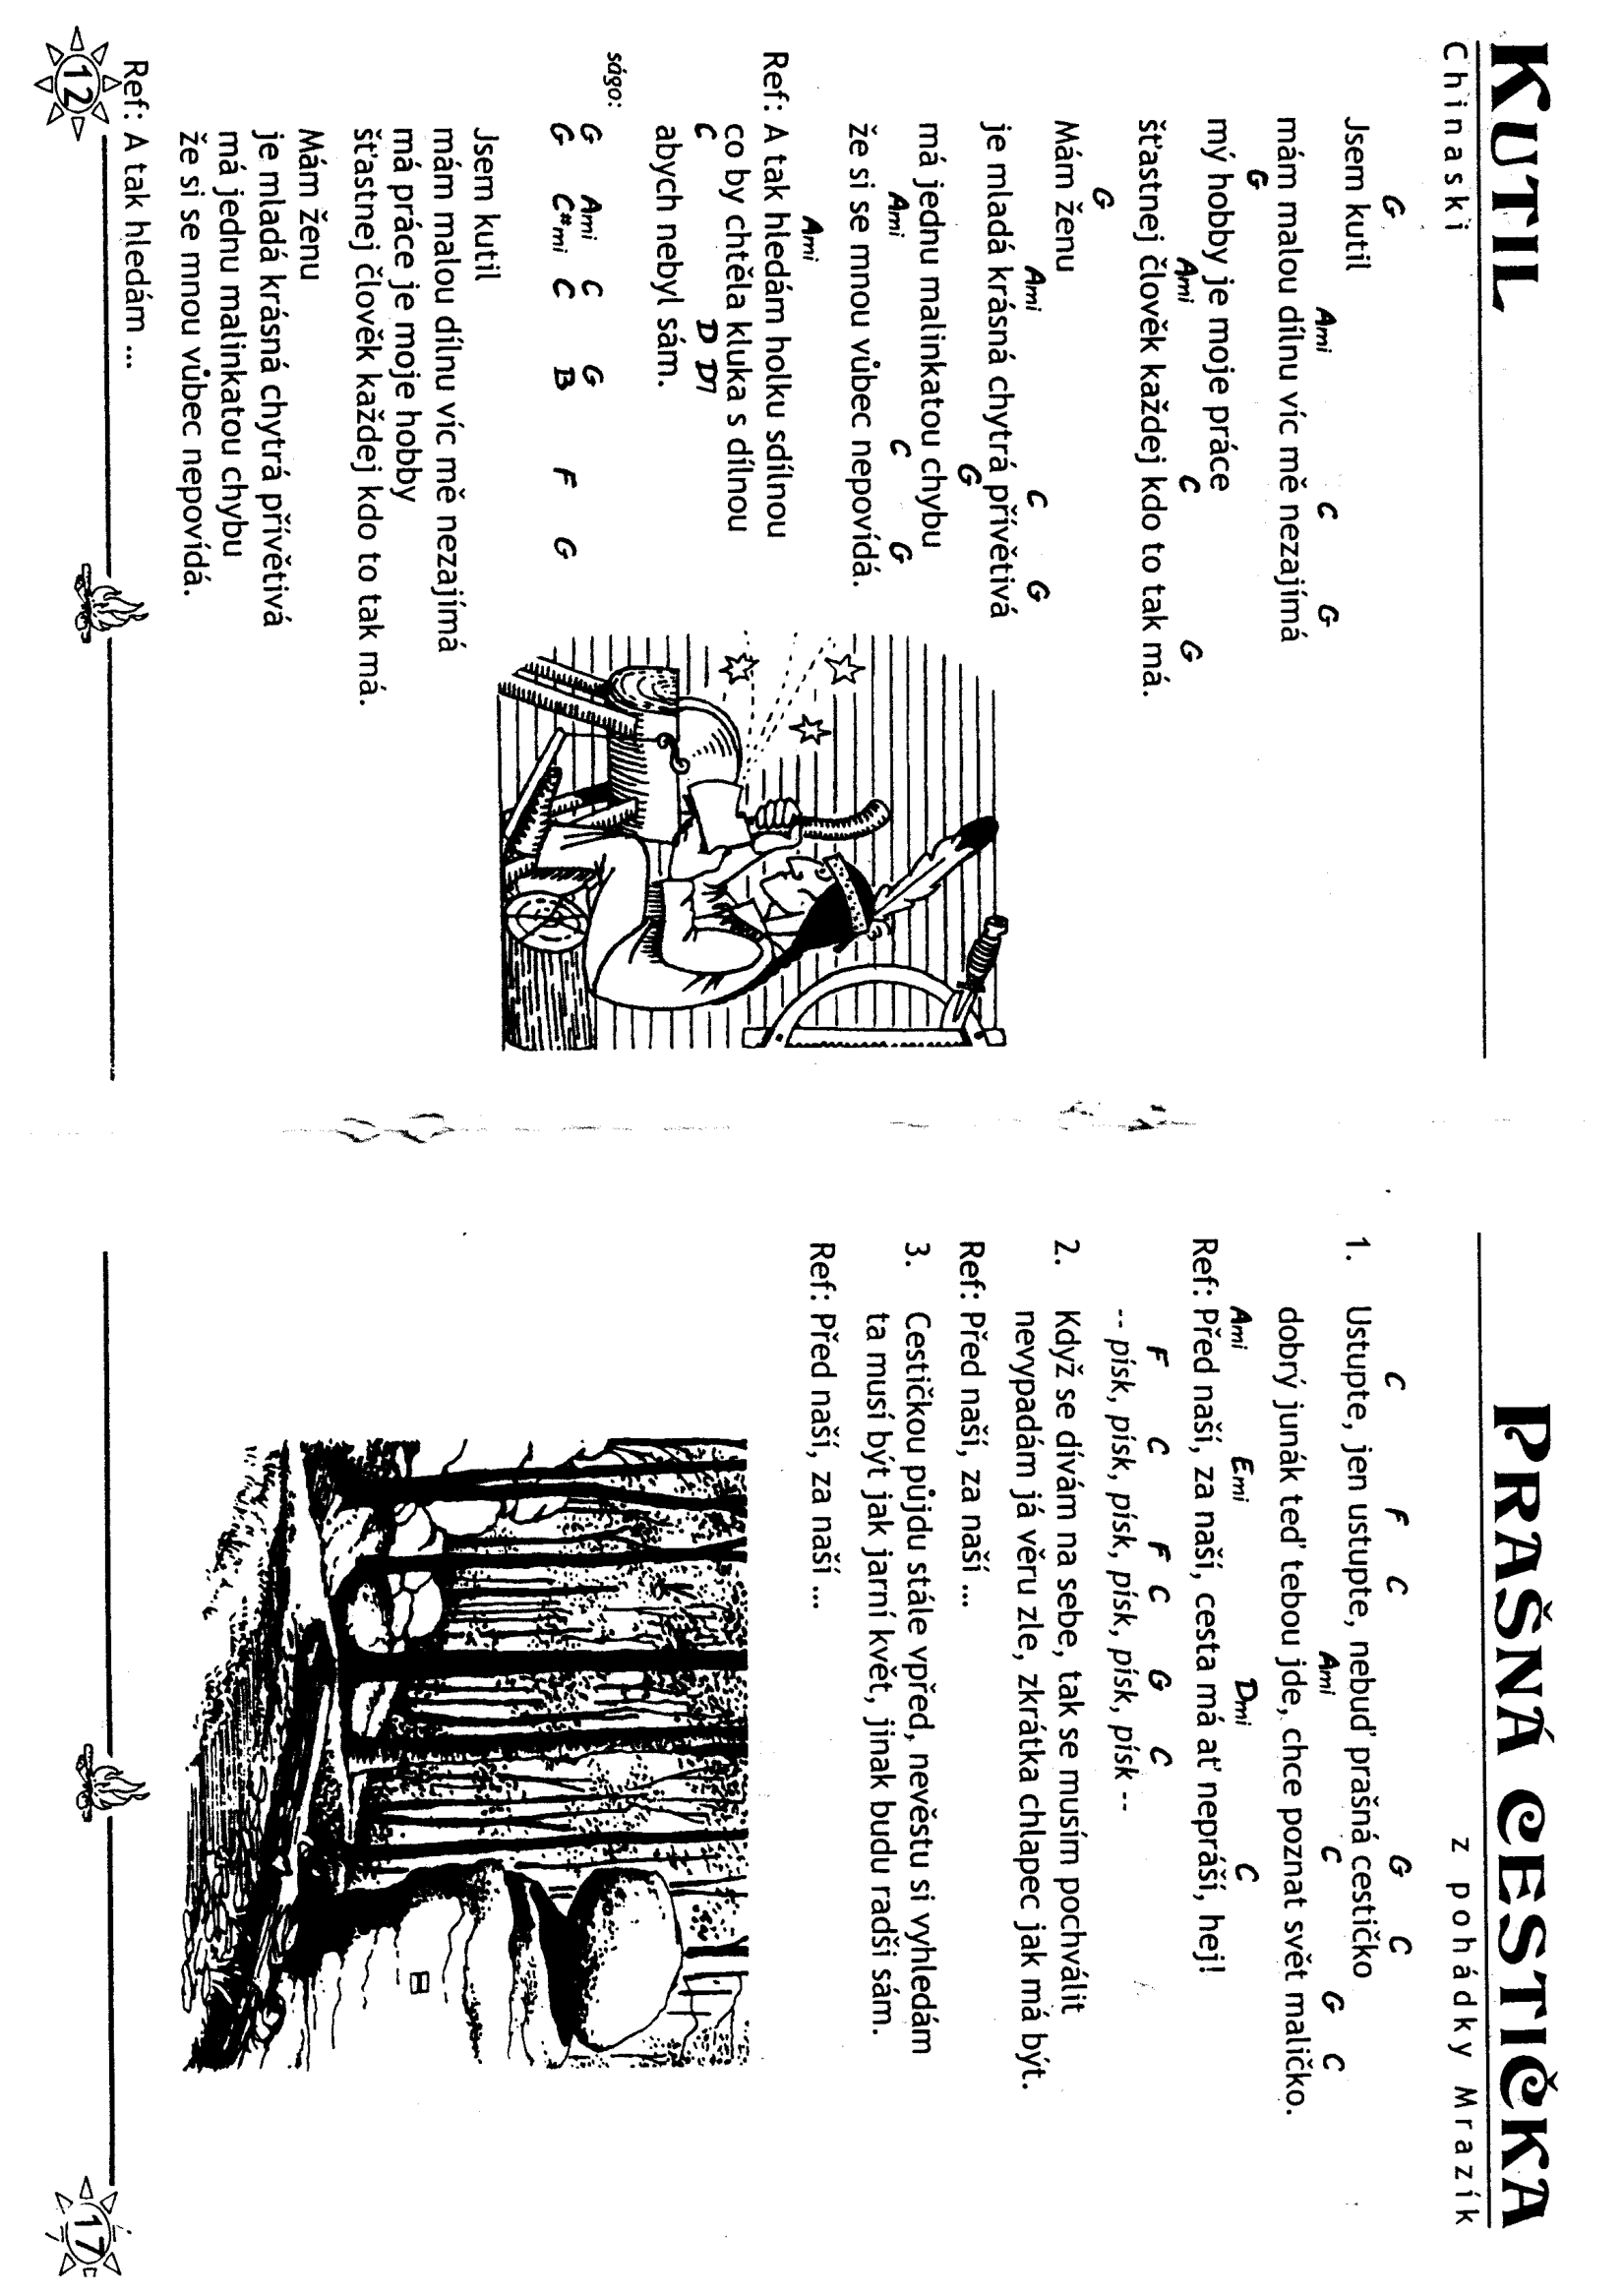 KUTIL
Chinaski
G
Jsem kutil
Ami C G
mám malou dílnu víc mě nezajímá
G
mý hobby je moje práce
Ami C G
šťastnej člověk každej kdo to tak má.
G
Mám ženu
Ami C G
je mladá krásná chytrá přívětivá
G
má jednu malinkatou chybu
Ami C G
že si se mnou vůbec nepovídá.
Ami
Ref: A tak hledám holku sdílnou
co by chtěla kluka s dílnou
C D D7
abych nebyl sám.
ságo:
G Ami C G
G C#mi C B F G
Jsem kutil
mám malou dílnu víc mě nezajímá
má práce je moje hobby
šťastnej člověk každej kdo to tak má.
Mám ženu
je mladá krásná chytrá přívětivá
má jednu malinkatou chybu
že si se mnou vůbec nepovídá.
Ref: A tak hledám ...
12
PRAŠNÁ CESTIČKA
z pohádky Mrazík
C F C G C
1. Ustupte, jen ustupte, nebuď prašná cestičko
Ami C G C
dobrý junák teď tebou jde, chce poznat svět maličko.
Ami Emi Dmi C
Ref: Před naší, za naší, cesta má ať nepráší, hej!
F C F C G C
-- písk, písk, písk, písk, písk, písk, písk --
2. Když se dívám na sebe, tak se musím pochválit
nevypadám já věru zle, zkrátka chlapec jak má být.
Ref: Před naší, za naší ...
3. Cestičkou půjdu stále vpřed, nevěstu si vyhledám
ta musí být jak jarní květ, jinak budu radši sám.
Ref: Před naší, za naší ...
17